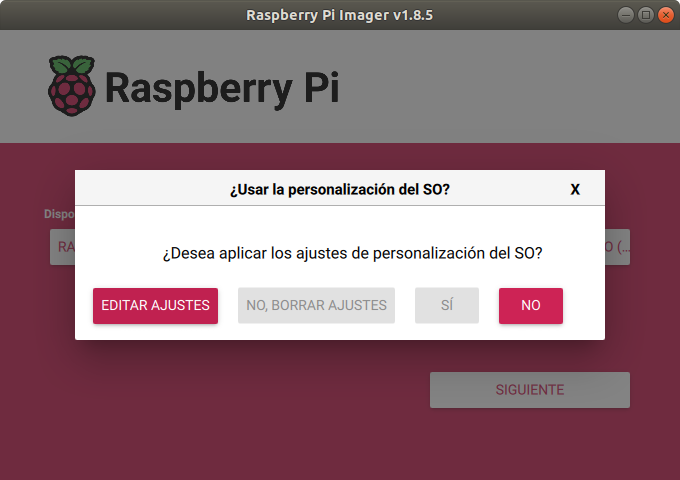 Raspberry Pi Imager v1.8.5
Raspberry Pi
¿Usar la personalización del SO?
X
Dispo
RA
O (...
¿Desea aplicar los ajustes de personalización del SO?
EDITAR AJUSTES
NO, BORRAR AJUSTES
SÍ
NO
SIGUIENTE